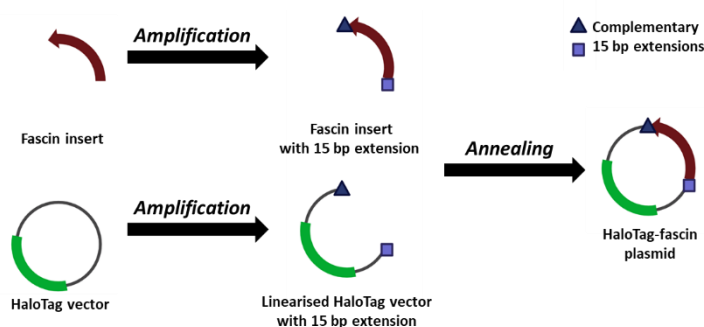 Amplification
Complementary
15 bp extensions
Fascin insert
Fascin insert
with 15 bp extension
Annealing
Amplification
HaloTag vector
Linearised HaloTag vector
with 15 bp extension
HaloTag-fascin
plasmid